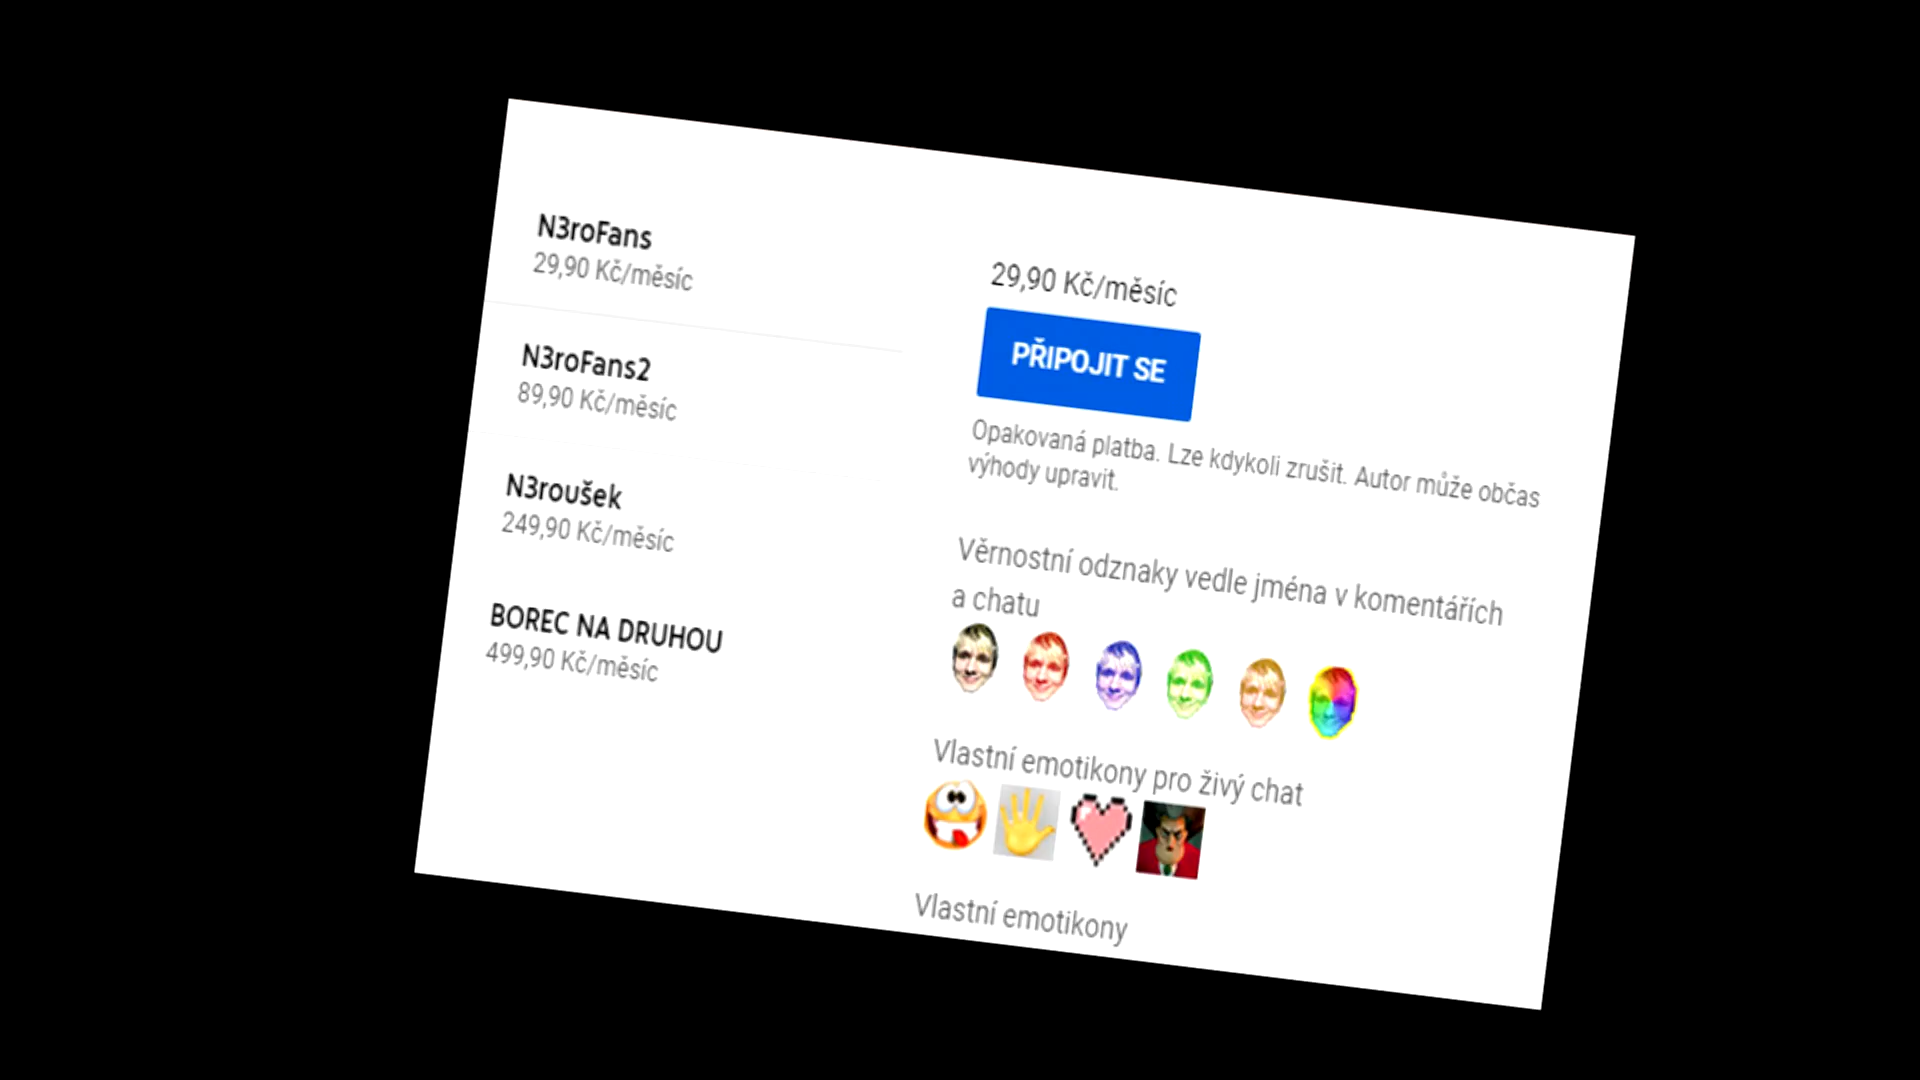 N3roFans
29,90 Kč/měsíc
N3roFans2
89,90 Kč/měsíc
N3roušek
249,90 Kč/měsíc
BOREC NA DRUHOU
499,90 Kč/měsíc
29,90 Kč/měsíc
PŘIPOJIT SE
Opakovaná platba. Lze kdykoli zrušit. Autor může občas
výhody upravit.
Věrnostní odznaky vedle jména v komentářích
a chatu
Vlastní emotikony pro živý chat
Vlastní emotikony